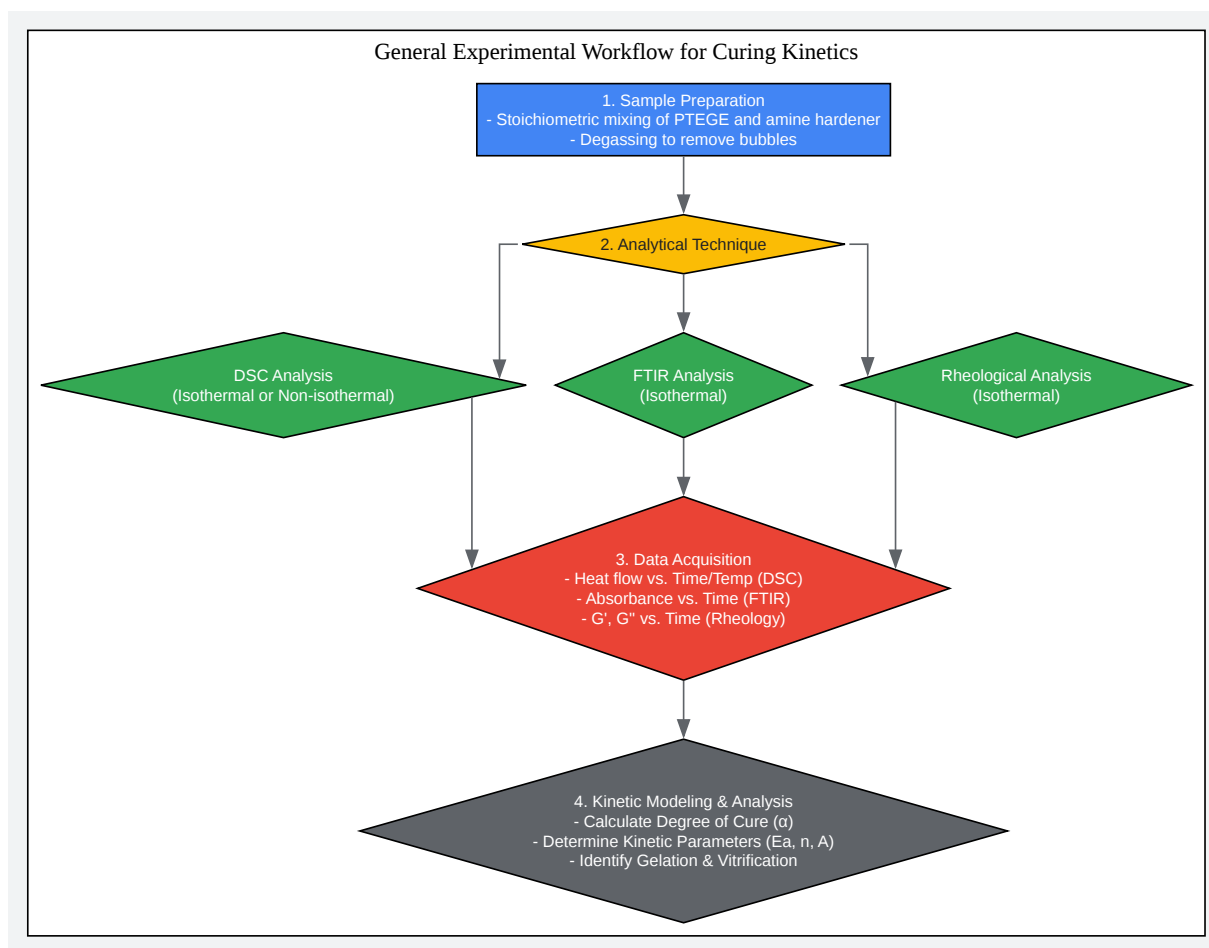 General Experimental Workflow for Curing Kinetics
1. Sample Preparation
- Stoichiometric mixing of PTEGE and amine hardener
- Degassing to remove bubbles
2. Analytical Technique
DSC Analysis
(Isothermal or Non-isothermal)
FTIR Analysis
(Isothermal)
Rheological Analysis
(Isothermal)
3. Data Acquisition
- Heat flow vs. Time/Temp (DSC)
- Absorbance vs. Time (FTIR)
- G', G'' vs. Time (Rheology)
4. Kinetic Modeling & Analysis
- Calculate Degree of Cure (α)
- Determine Kinetic Parameters (Ea, n, A)
- Identify Gelation & Vitrification